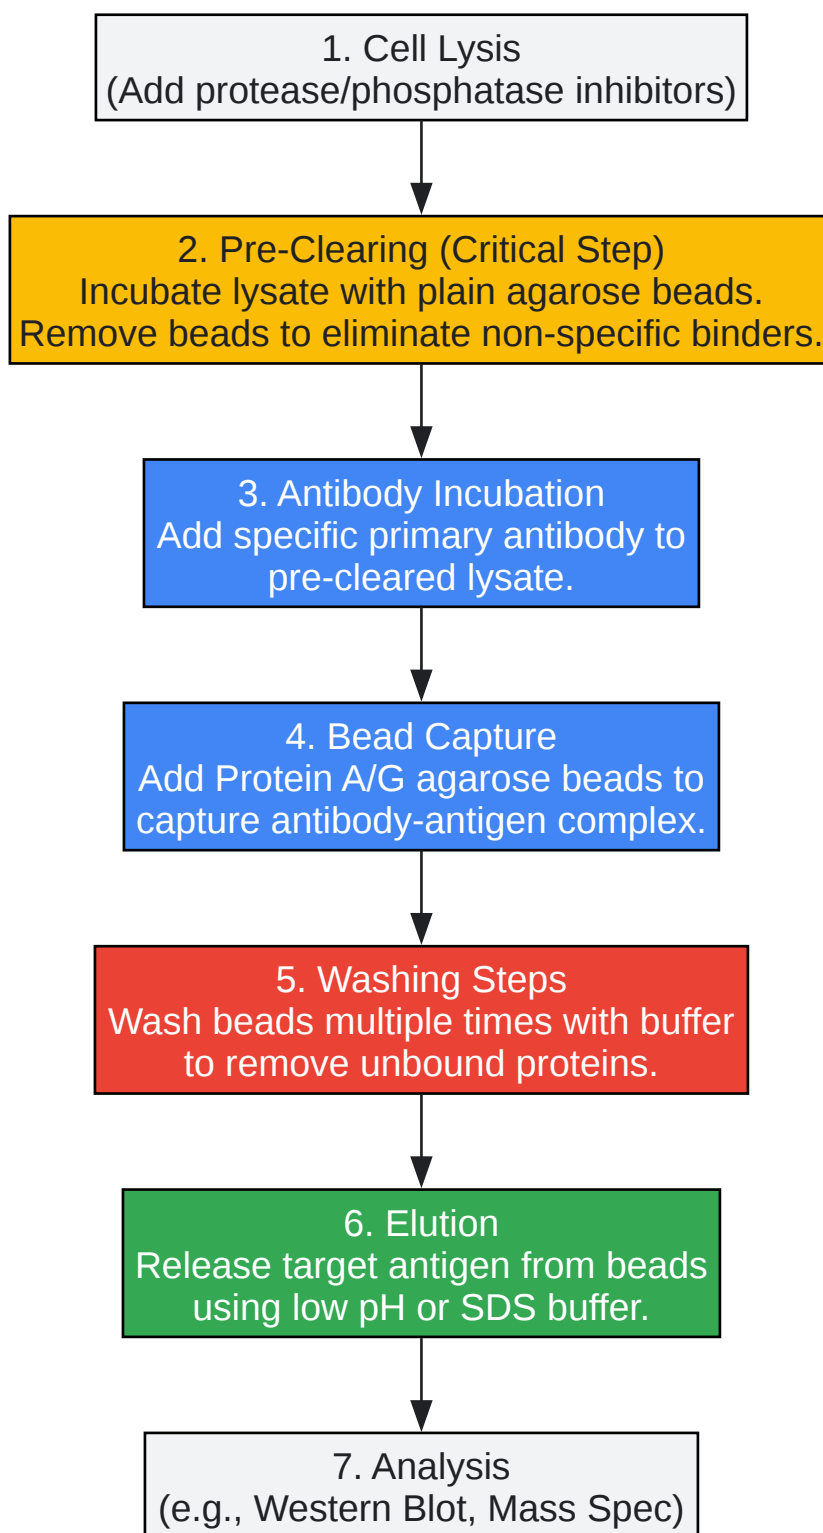 1. Cell Lysis
(Add protease/phosphatase inhibitors)
2. Pre-Clearing (Critical Step)
Incubate lysate with plain agarose beads.
Remove beads to eliminate non-specific binders.
3. Antibody Incubation
Add specific primary antibody to
pre-cleared lysate.
4. Bead Capture
Add Protein A/G agarose beads to
capture antibody-antigen complex.
5. Washing Steps
Wash beads multiple times with buffer
to remove unbound proteins.
6. Elution
Release target antigen from beads
using low pH or SDS buffer.
7. Analysis
(e.g., Western Blot, Mass Spec)